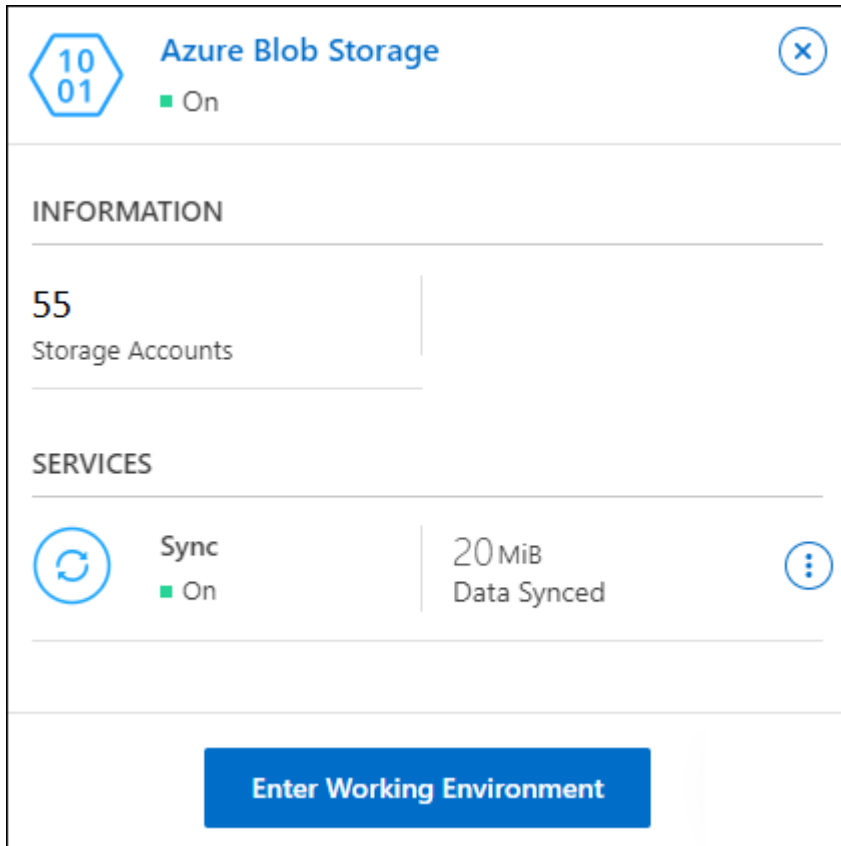 10
01
Azure Blob Storage
On
INFORMATION
55
Storage Accounts
SERVICES
Sync
On
20 MiB
Data Synced
Enter Working Environment